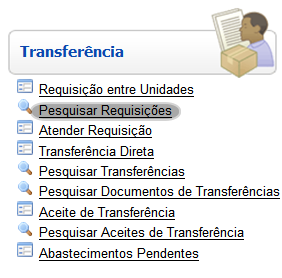 Transferência
Requisição entre Unidades
Pesquisar Requisições
Atender Requisição
Transferência Direta
Pesquisar Transferências
Pesquisar Documentos de Transferências
Aceite de Transferência
Pesquisar Aceites de Transferência
Abastecimentos Pendentes